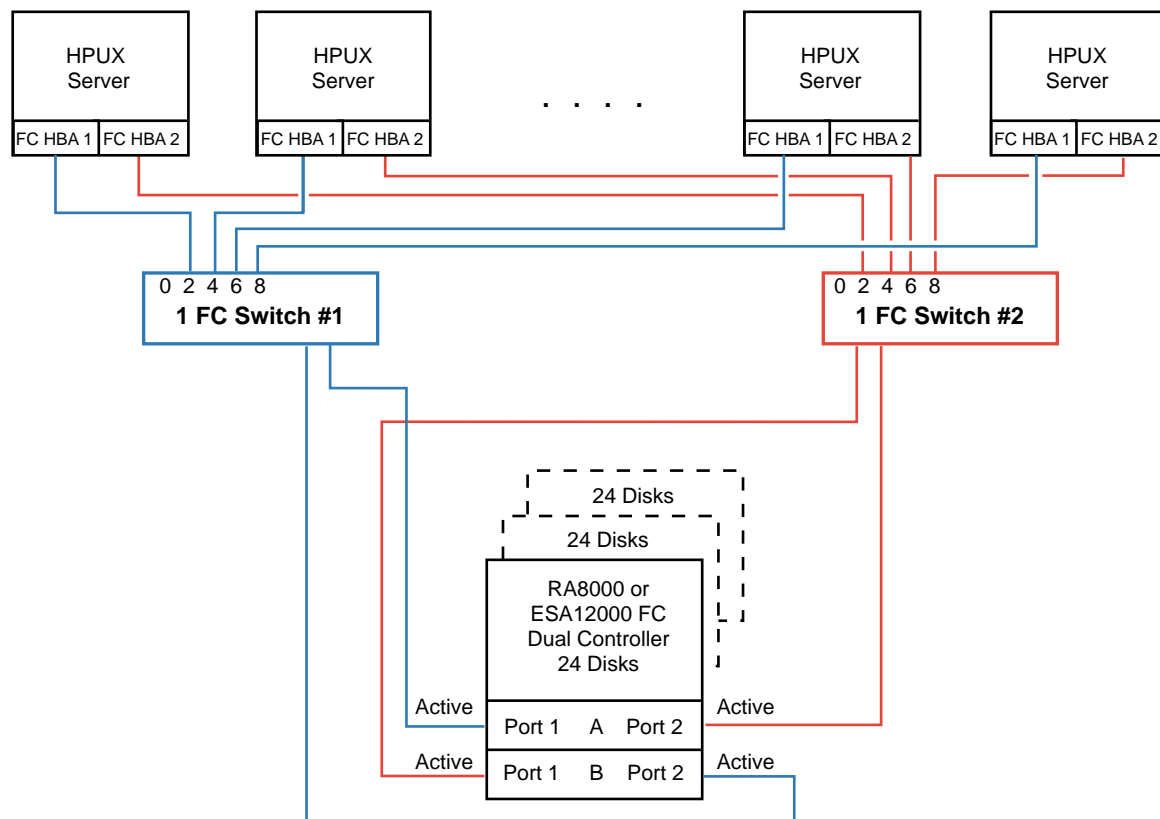 HPUX
Server
HPUX
Server
. . . .
HPUX
Server
HPUX
Server
FC HBA 1 FC HBA 2
FC HBA 1 FC HBA 2
FC HBA 1 FC HBA 2
FC HBA 1 FC HBA 2
0 2 4 6 8
1 FC Switch #1
0 2 4 6 8
1 FC Switch #2
24 Disks
24 Disks
RA8000 or
ESA12000 FC
Dual Controller
24 Disks
Active
Port 1 A Port 2
Active
Active
Port 1 B Port 2
Active